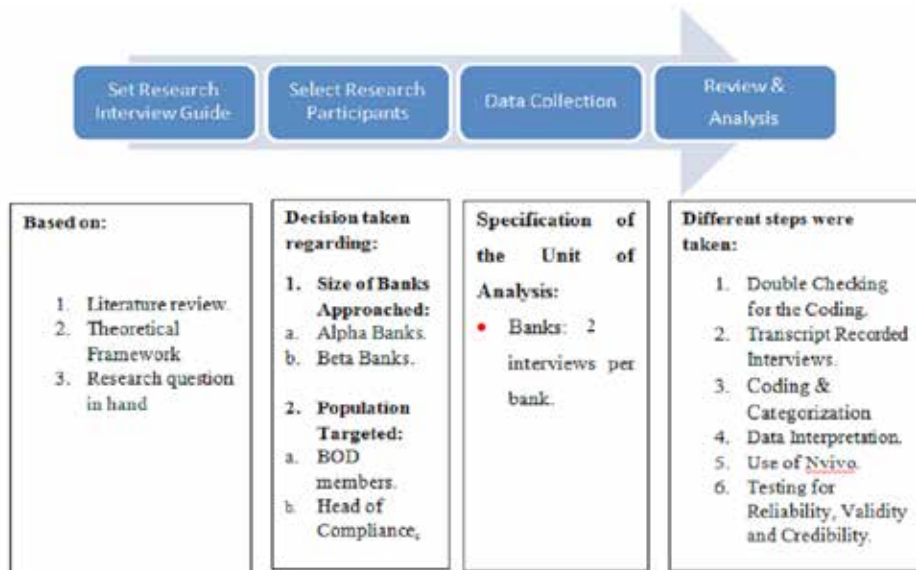 Set Research
Interview Guide
Select Research
Participants
Data Collection
Review &
Analysis
Based on:
1. Literature review.
2. Theoretical
Framework
3. Research question
in hand
Decision taken
regarding:
1. Size of Banks
Approached:
a. Alpha Banks.
b. Beta Banks.
2. Population
Targeted:
a. BOD
members.
b. Head of
Compliance,
Specification of
the Unit of
Analysis:
• Banks: 2
interviews per
bank.
Different steps were
taken:
1. Double Checking
for the Coding.
2. Transcript Recorded
Interviews.
3. Coding &
Categorization
4. Data Interpretation.
5. Use of Nvivo.
6. Testing for
Reliability, Validity
and Credibility.